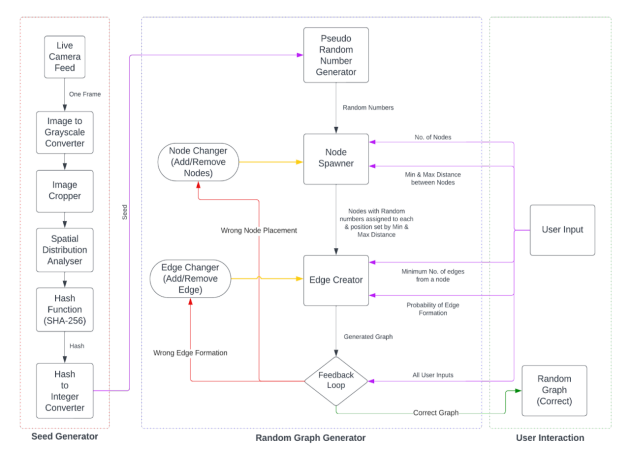 Live
Camera
Feed
One Frame
Image to
Grayscale
Converter
Image
Cropper
Spatial
Distribution
Analyser
Hash
Function
(SHA-256)
Hash
Hash
to
Integer
Converter
Seed Generator
Seed
Pseudo
Random
Number
Generator
Random Numbers
Node
Spawner
Node Changer
(Add/Remove
Nodes)
Nodes with Random
numbers assigned to each
& position set by Min &
Max Distance
Wrong Node Placement
Edge Changer
(Add/Remove
Edge)
Edge Creator
Generated Graph
Wrong Edge Formation
Feedback
Loop
Random Graph Generator
No. of Nodes
Min & Max Distance
between Nodes
Minimum No. of edges
from a node
Probability of Edge
Formation
All User Inputs
Correct Graph
User Input
Random
Graph
(Correct)
User Interaction